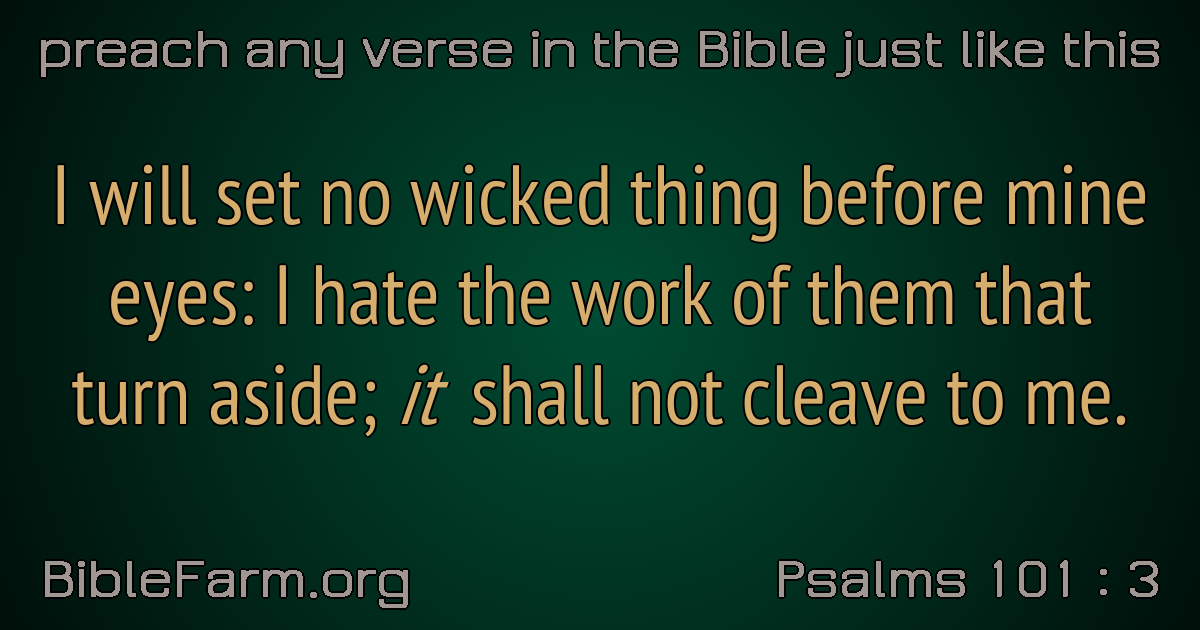 preach any verse in the Bible just like this
I will set no wicked thing before mine
eyes: I hate the work of them that
turn aside; it shall not cleave to me.
BibleFarm.org
Psalms 101 : 3